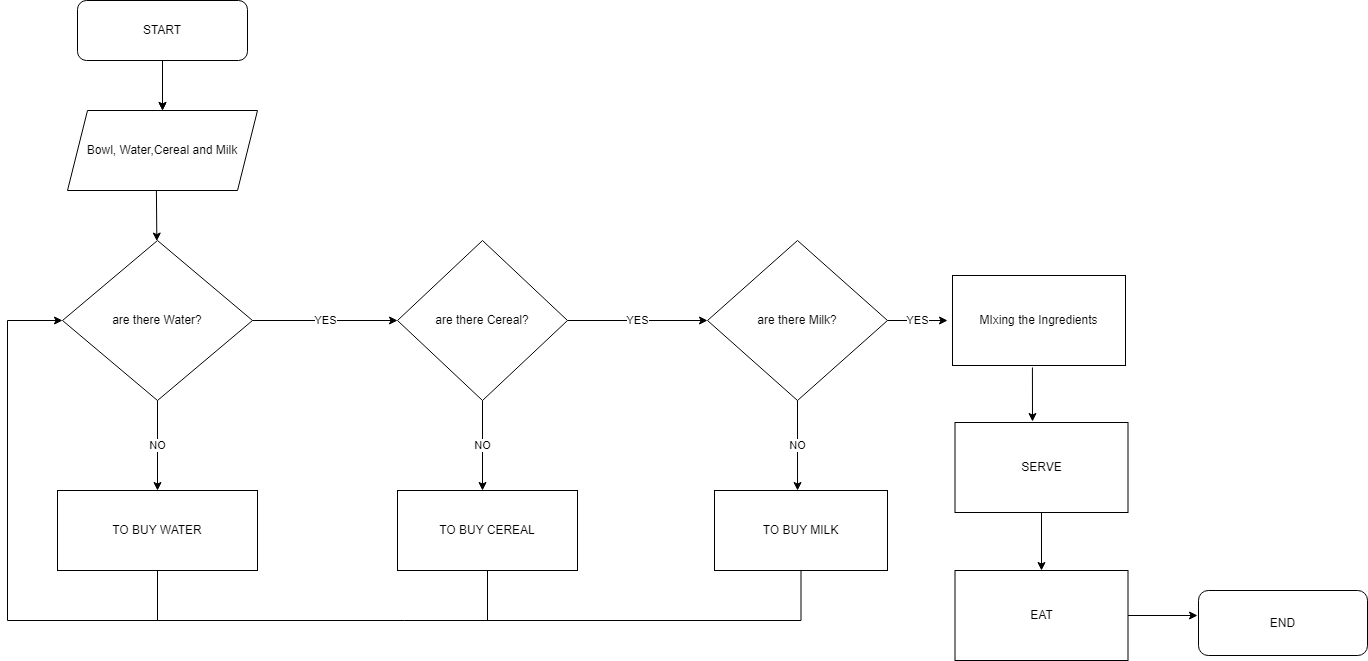 START
Bowl, Water,Cereal and Milk
are there Water?
YES
are there Cereal?
YES
are there Milk?
YES
MIxing the Ingredients
NO
NO
NO
SERVE
TO BUY WATER
TO BUY CEREAL
TO BUY MILK
EAT
END